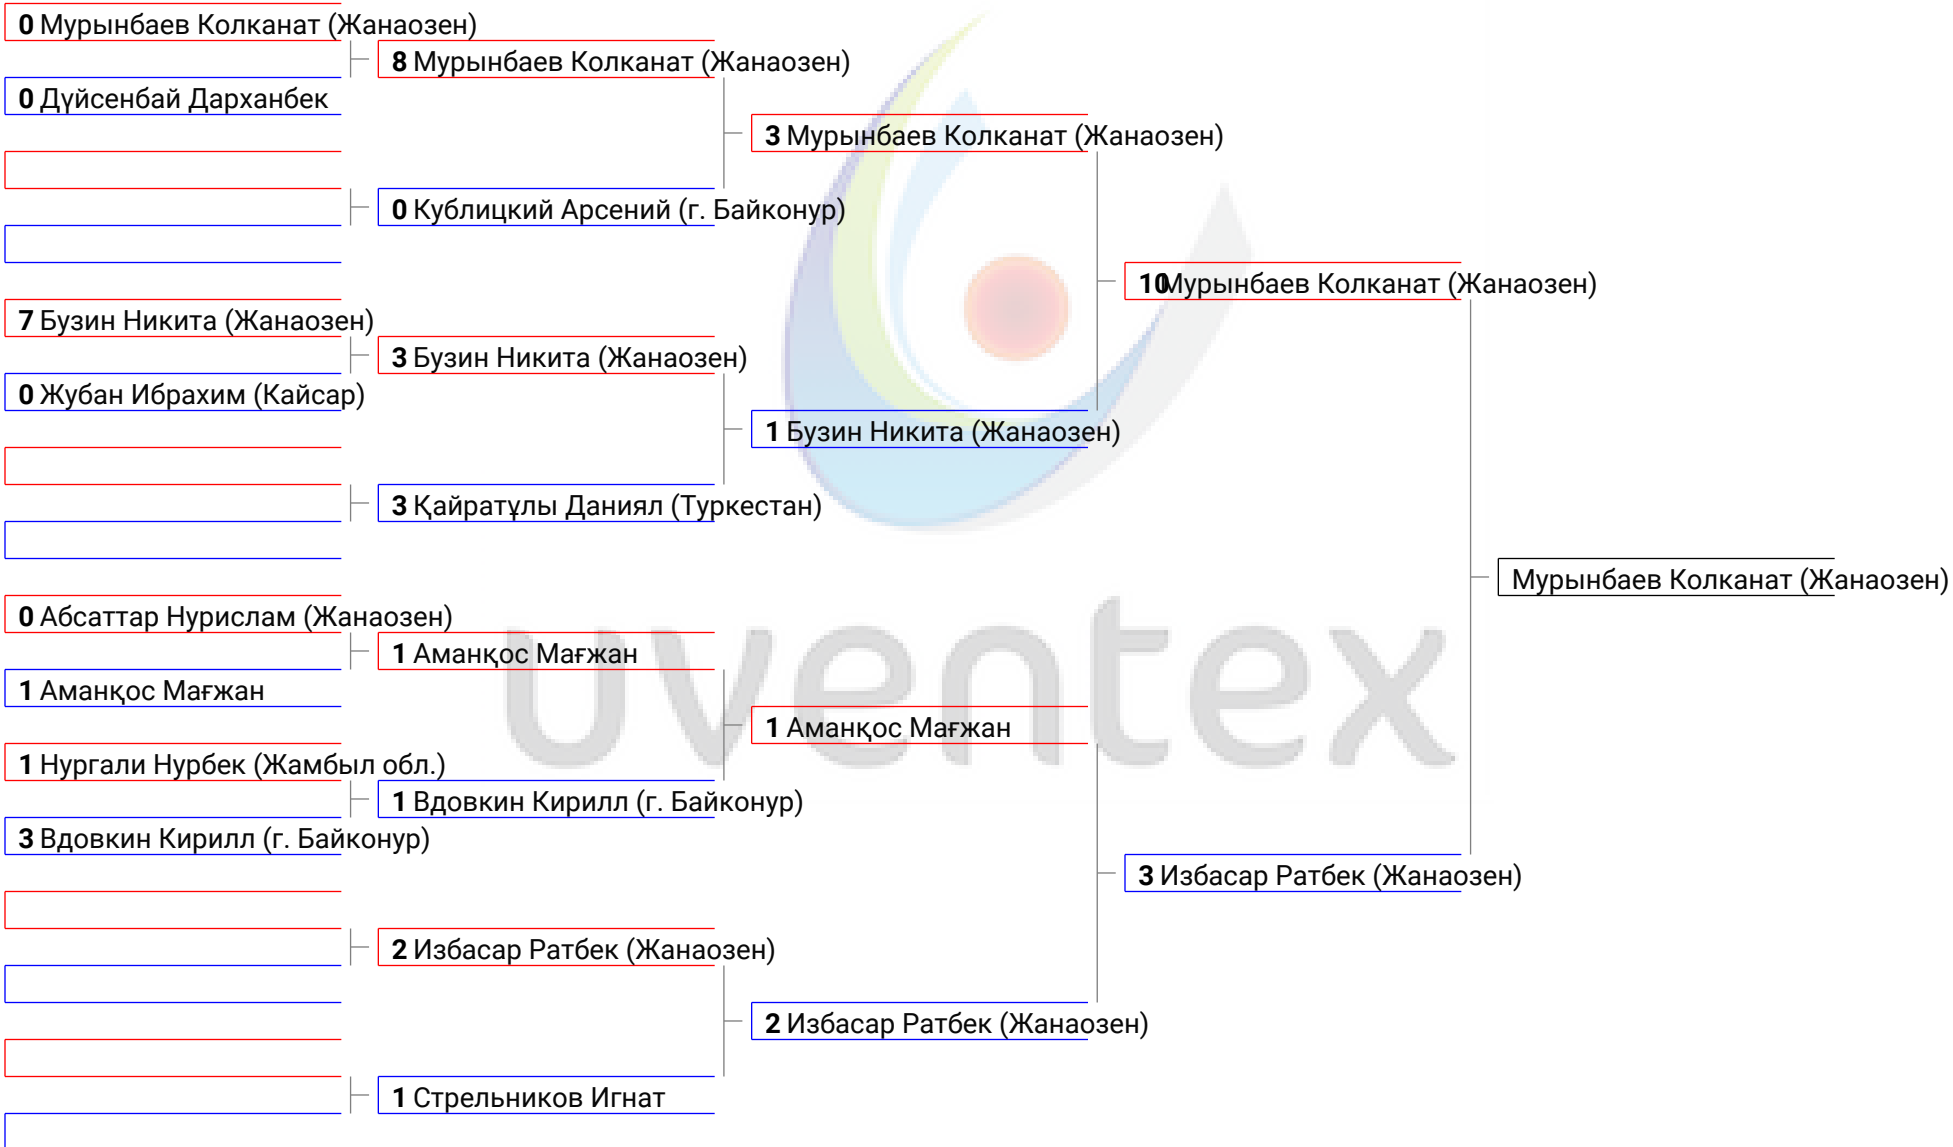 0 Мурынбаев Колканат (Жанаозен)
8 Мурынбаев Колканат (Жанаозен)
0 Дүйсенбай Дарханбек
3 Мурынбаев Колканат (Жанаозен)
0 Кублицкий Арсений (г. Байконур)
10 Мурынбаев Колканат (Жанаозен)
7 Бузин Никита (Жанаозен)
3 Бузин Никита (Жанаозен)
0 Жубан Ибрахим (Кайсар)
1 Бузин Никита (Жанаозен)
3 Қайратұлы Даниял (Туркестан)
Мурынбаев Колканат (Жанаозен)
0 Абсаттар Нурислам (Жанаозен)
1 Аманқос Мағжан
uventex
1 Аманқос Мағжан
1 Аманқос Мағжан
1 Нургали Нурбек (Жамбыл обл.)
1 Вдовкин Кирилл (г. Байконур)
3 Вдовкин Кирилл (г. Байконур)
3 Избасар Ратбек (Жанаозен)
2 Избасар Ратбек (Жанаозен)
2 Избасар Ратбек (Жанаозен)
1 Стрельников Игнат